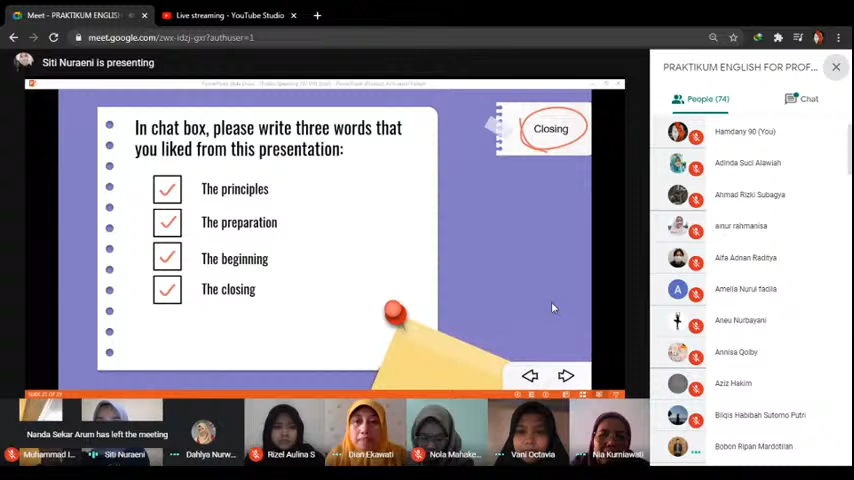 Meet - PRAKTIKUM ENGLISH
Live streaming - YouTube Studio
meet.google.com/zwx-idzj-gxr?authuser=1
Siti Nuraeni is presenting
In chat box, please write three words that
you liked from this presentation:
The principles
The preparation
The beginning
The closing
Closing
PRAKTIKUM ENGLISH FOR PROF...
People (74)
Chat
Hamdany 90 (You)
Adinda Suci Alawiah
Ahmad Rizki Subagya
ainur rahmanisa
Alfa Adnan Raditya
Amelia Nurul fadila
A
Aneu Nurbayani
Annisa Qolby
Aziz Hakim
Bilqis Habibah Sutomo Putri
Bobon Ripan Mardotilah
Nanda Sekar Arum has left the meeting
Muhammad I...
Siti Nuraeni
Dahlya Nurw...
Rizel Aulina S
Dian Ekawati
Nola Mahake...
Vani Octavia
Nia Kurniawati